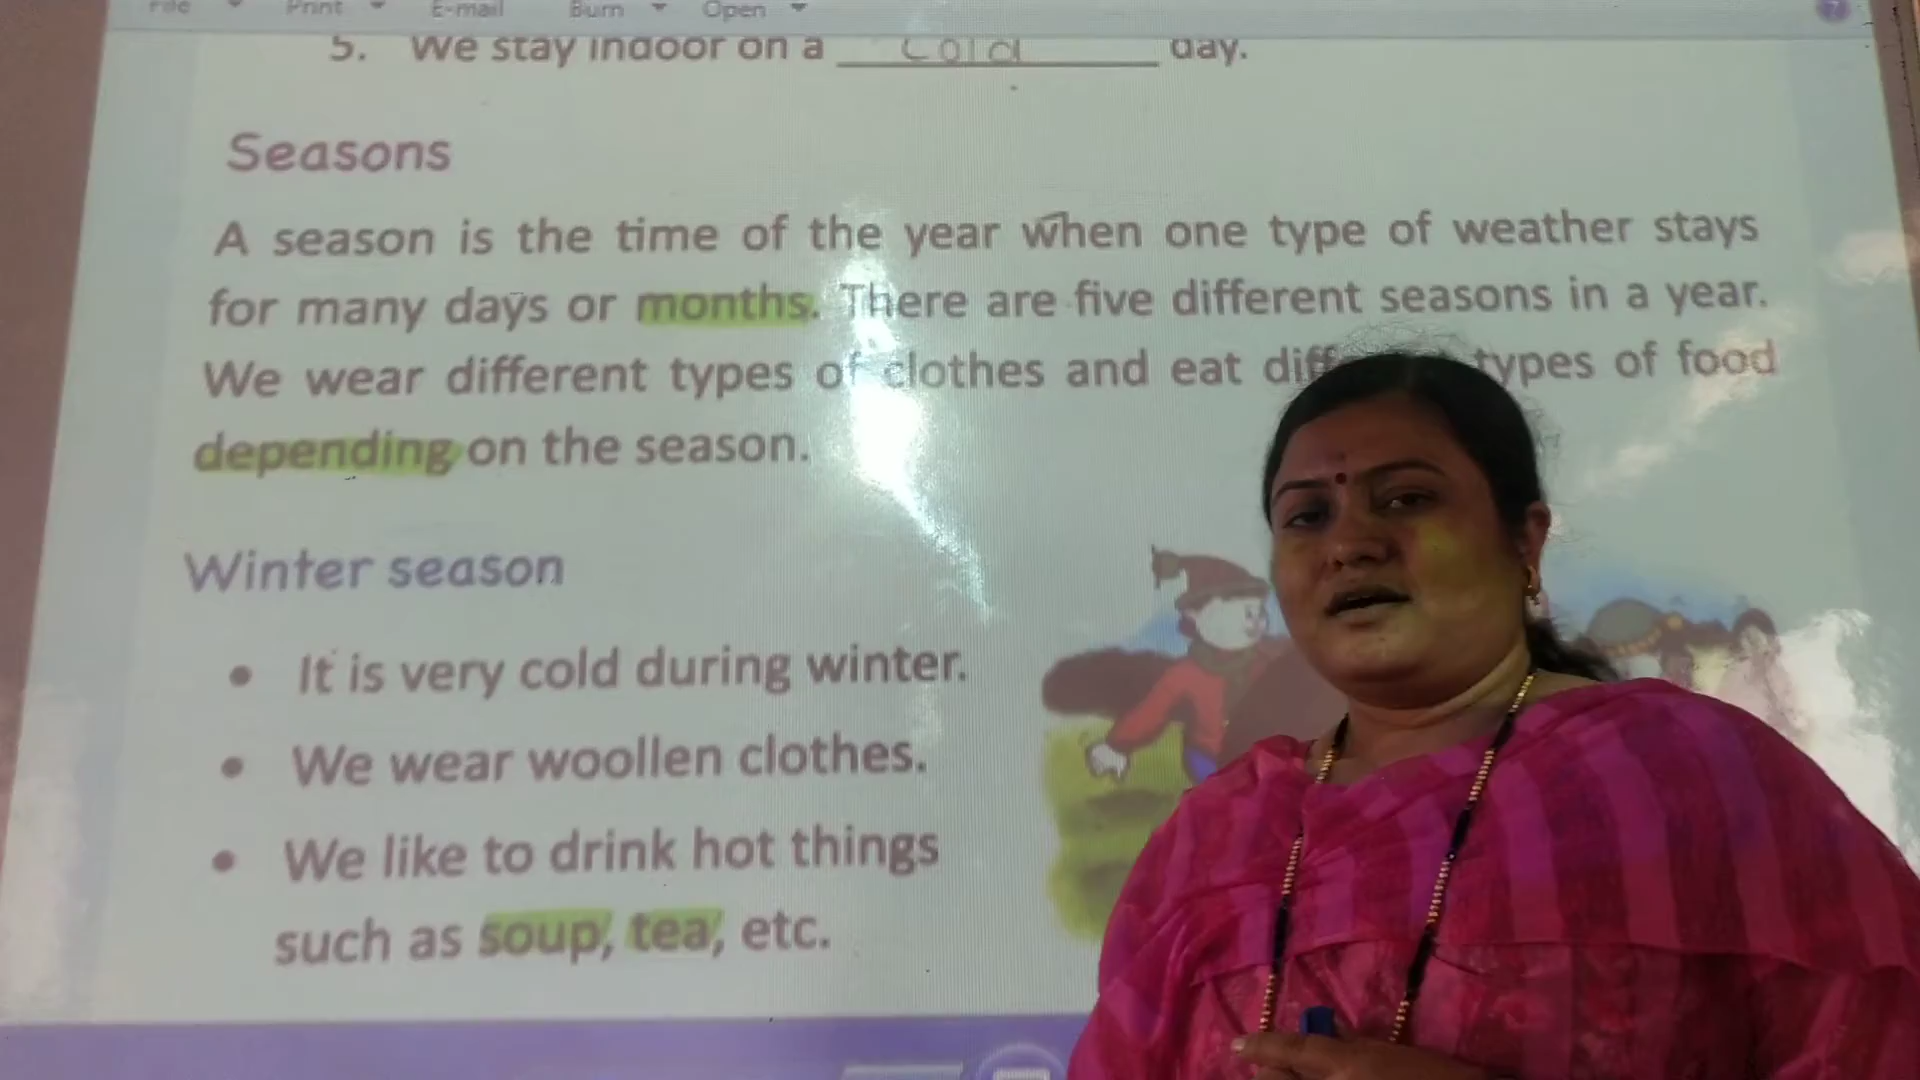 File Print E-mail Burn Open
5. We stay indoor on a cold day.
Seasons
A season is the time of the year when one type of weather stays
for many days or months. There are five different seasons in a year.
We wear different types of clothes and eat types of food
depending on the season.
Winter season
• It is very cold during winter.
• We wear woollen clothes.
• We like to drink hot things
such as soup, tea, etc.